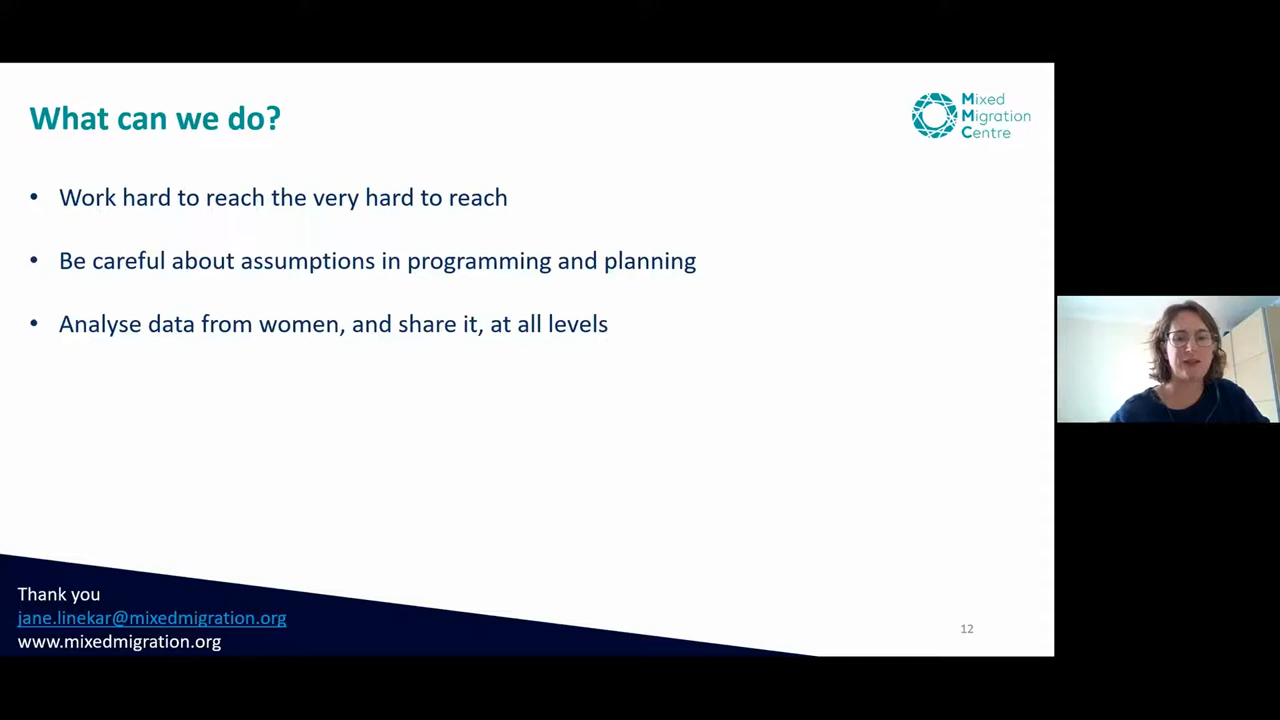 What can we do?
Mixed
Migration
Centre
• Work hard to reach the very hard to reach
• Be careful about assumptions in programming and planning
• Analyse data from women, and share it, at all levels
Thank you
jane.linekar@mixedmigration.org
www.mixedmigration.org
12